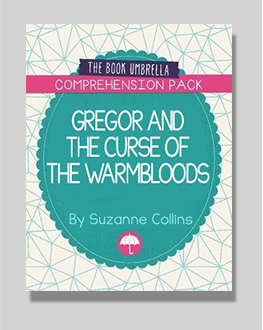 THE BOOK UMBRELLA
COMPREHENSION PACK
GREGOR AND
THE CURSE OF
THE WARMBLOODS
By Suzanne Collins